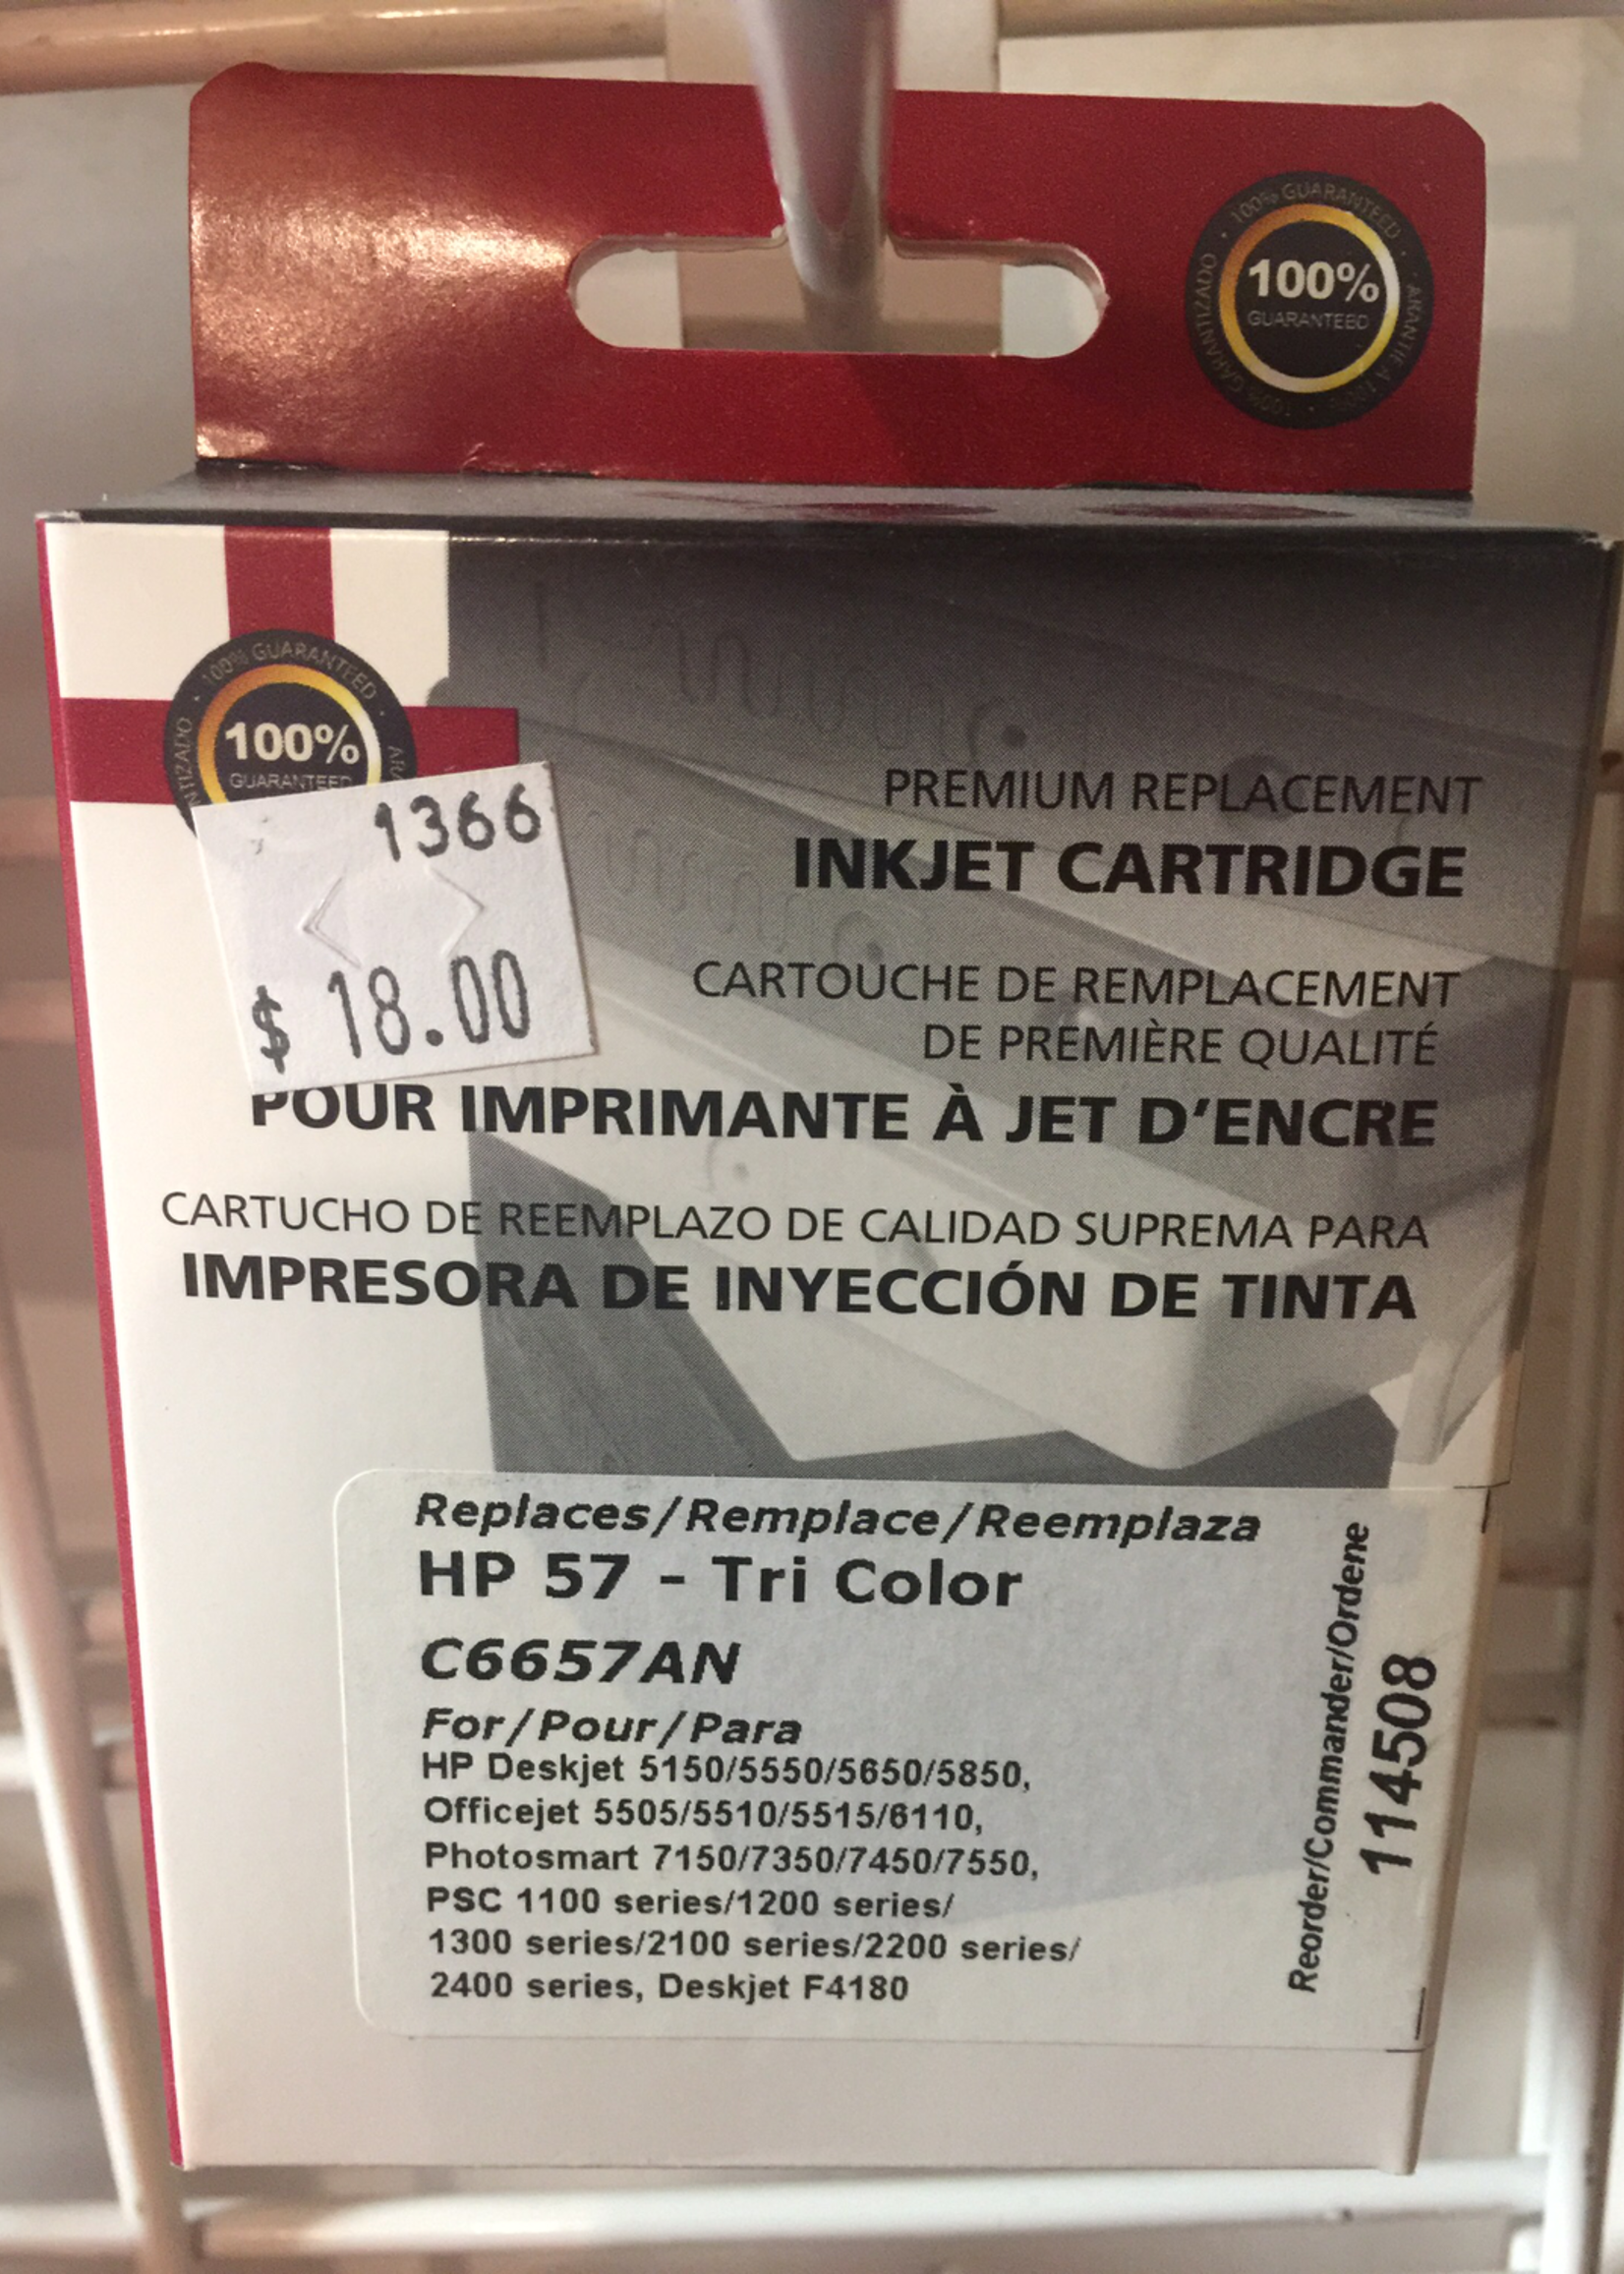 100% GUARANTEED
100%
GUARANTEED
100% GARANTIZADO
100% GUARANTEED
100%
GUARANTEED
1366
$ 18.00
PREMIUM REPLACEMENT
INKJET CARTRIDGE
CARTOUCHE DE REMPLACEMENT
DE PREMIÈRE QUALITÉ
POUR IMPRIMANTE À JET D'ENCRE
CARTUCHO DE REEMPLAZO DE CALIDAD SUPREMA PARA
IMPRESORA DE INYECCIÓN DE TINTA
Replaces/Remplace/Reemplaza
HP 57 - Tri Color
C6657AN
For/Pour/Para
HP Deskjet 5150/5550/5650/5850,
Officejet 5505/5510/5515/6110,
Photosmart 7150/7350/7450/7550,
PSC 1100 series/1200 series/
1300 series/2100 series/2200 series/
2400 series, Deskjet F4180
Reorder/Commander/Ordene
114508